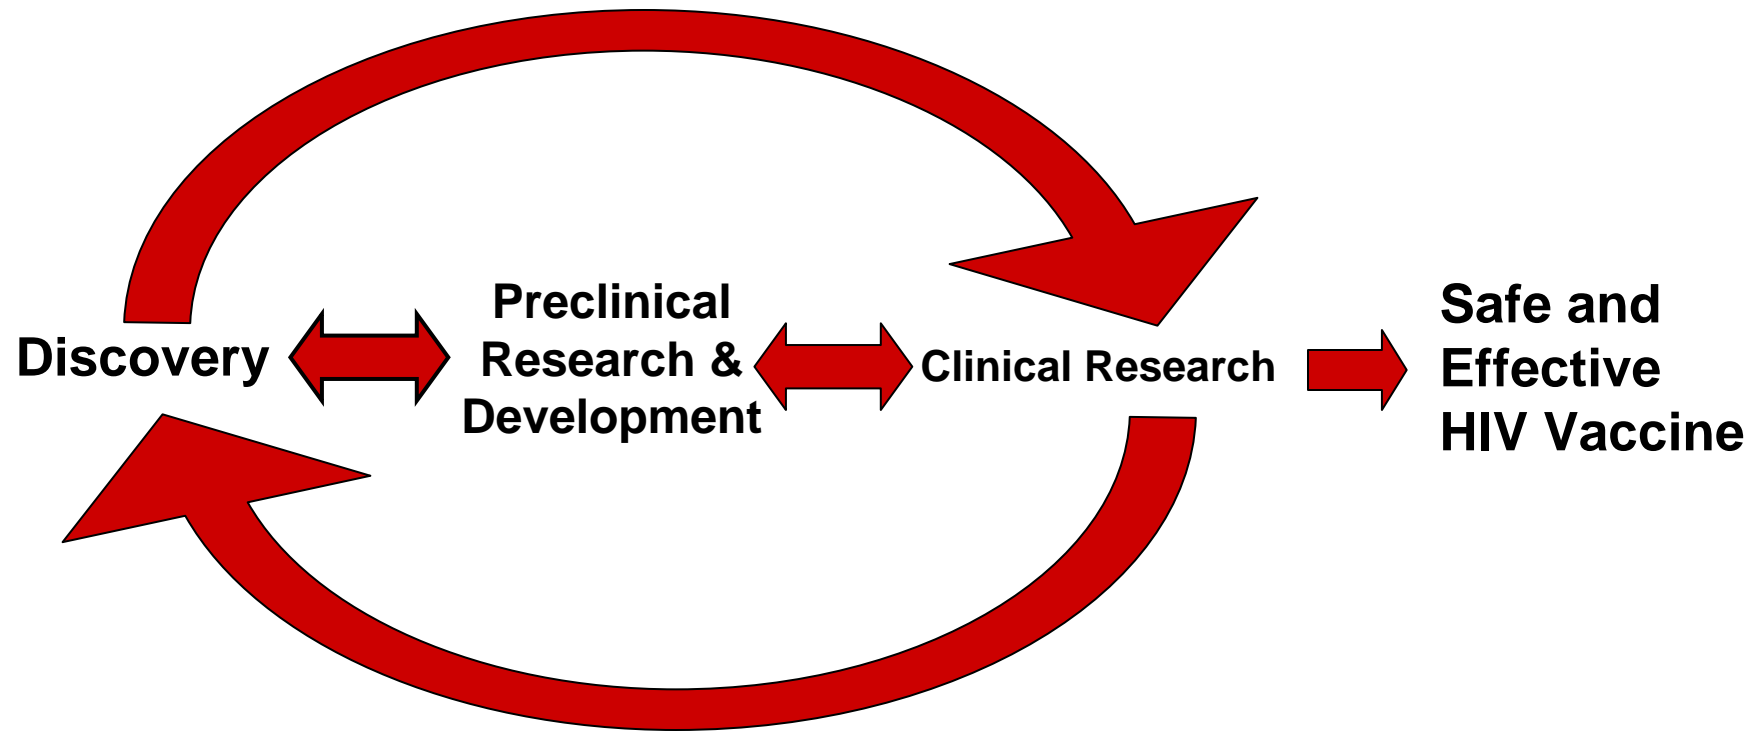 Discovery
Preclinical
Research &
Development
Clinical Research
Safe and
Effective
HIV Vaccine